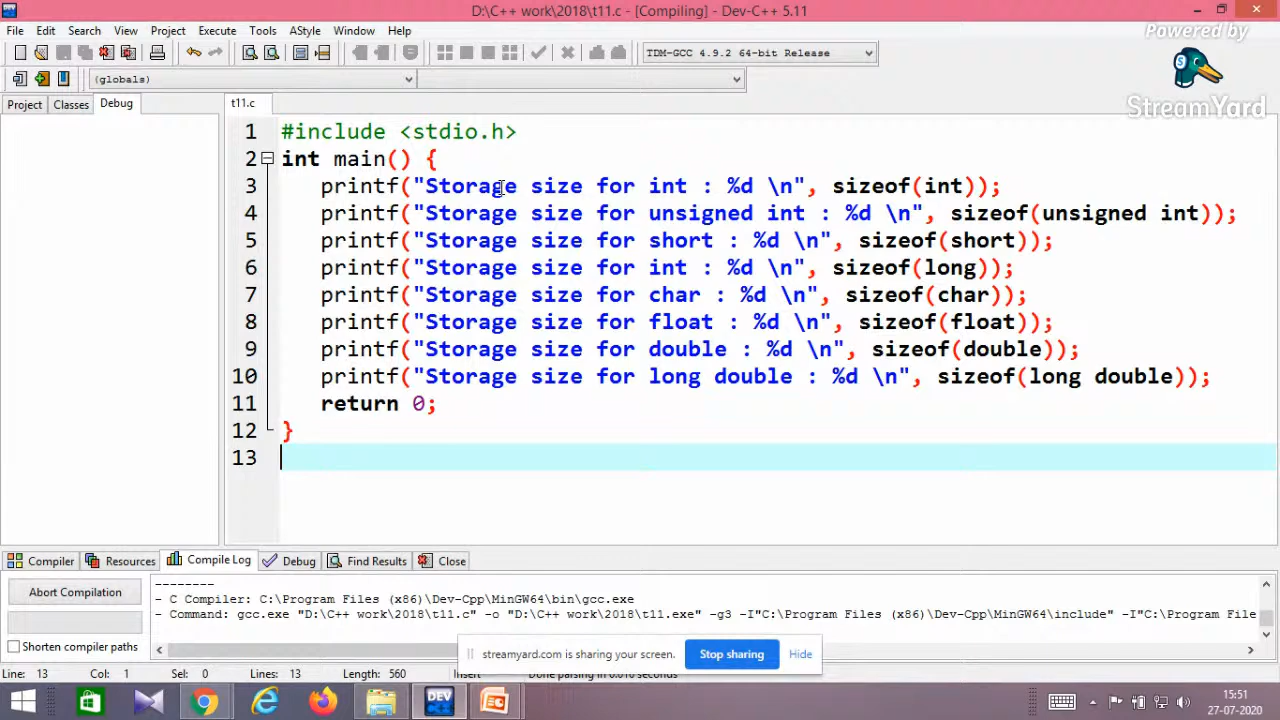 D:\C++ work\2018\t11.c - [Compiling] - Dev-C++ 5.11
File Edit Search View Project Execute Tools AStyle Window Help
Powered by
TDM-GCC 4.9.2 64-bit Release
(globals)
StreamYard
Project Classes Debug
t11.c
1 #include <stdio.h>
2 int main() {
3 printf("Storage size for int : %d \n", sizeof(int));
4 printf("Storage size for unsigned int : %d \n", sizeof(unsigned int));
5 printf("Storage size for short : %d \n", sizeof(short));
6 printf("Storage size for int : %d \n", sizeof(long));
7 printf("Storage size for char : %d \n", sizeof(char));
8 printf("Storage size for float : %d \n", sizeof(float));
9 printf("Storage size for double : %d \n", sizeof(double));
10 printf("Storage size for long double : %d \n", sizeof(long double));
11 return 0;
12 }
13
Compiler Resources Compile Log Debug Find Results Close
Abort Compilation
--------
- C Compiler: C:\Program Files (x86)\Dev-Cpp\MinGW64\bin\gcc.exe
- Command: gcc.exe "D:\C++ work\2018\t11.c" -o "D:\C++ work\2018\t11.exe" -g3 -I"C:\Program Files (x86)\Dev-Cpp\MinGW64\include" -I"C:\Program File
Shorten compiler paths
streamyard.com is sharing your screen. Stop sharing Hide
Line: 13 Col: 1 Sel: 0 Lines: 13 Length: 560 Insert Done parsing in 0.016 seconds
DEV C++
15:51
27-07-2020